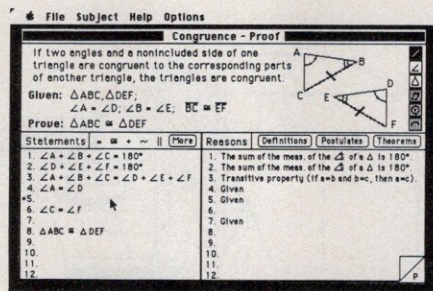 File Subject Help Options
Congruence - Proof
If two angles and a nonincluded side of one
triangle are congruent to the corresponding parts
of another triangle, the triangles are congruent.
Given: △ABC, △DEF;
∠A = ∠D; ∠B = ∠E; BC ≅ EF
Prove: △ABC ≅ △DEF
A
B
C
D
E
F
Statements = ≅ + ~ || More
1. ∠A + ∠B + ∠C = 180°
2. ∠D + ∠E + ∠F = 180°
3. ∠A + ∠B + ∠C = ∠D + ∠E + ∠F
4. ∠A = ∠D
•5.
6. ∠C = ∠F
7.
8. △ABC ≅ △DEF
9.
10.
11.
12.
Reasons Definitions Postulates Theorems
1. The sum of the meas. of the ∠s of a △ is 180°.
2. The sum of the meas. of the ∠s of a △ is 180°.
3. Transitive property (if a=b and b=c, then a=c).
4. Given
5. Given
6.
7. Given
8.
9.
10.
11.
12.
P